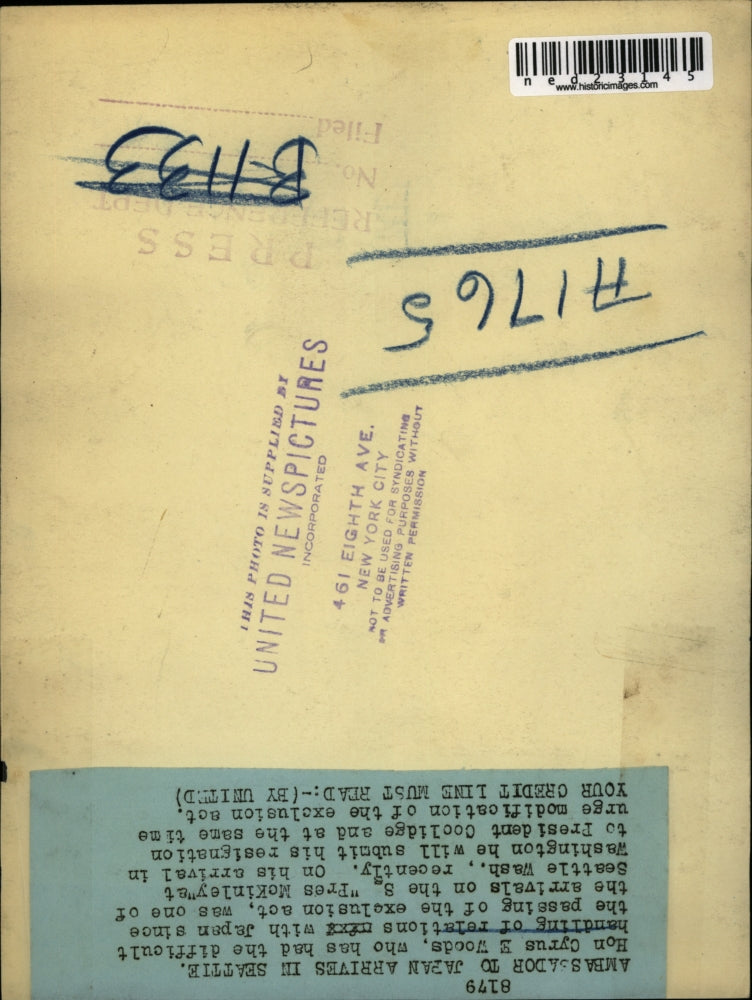 ned23145
www.historicimages.com
Filed
No.
B-1133
REFERENCE DEPT
PRESS
#1765
THIS PHOTO IS SUPPLIED BY
UNITED NEWSPICTURES
INCORPORATED
461 EIGHTH AVE.
NEW YORK CITY
NOT TO BE USED FOR SYNDICATING
OR ADVERTISING PURPOSES WITHOUT
WRITTEN PERMISSION
8179
AMBASSADOR TO JAPAN ARRIVES IN SEATTLE.
Hon Cyrus E Woods, who has had the difficult
handling of relations with Japan since
the passing of the exclusion act, was one of
the arrivals on the SS "Pres McKinley"at
Seattle Wash., recently. On his arrival in
Washington he will submit his resignation
to President Coolidge and at the same time
urge modification of the exclusion act.
YOUR CREDIT LINE MUST READ:-(BY UNITED)